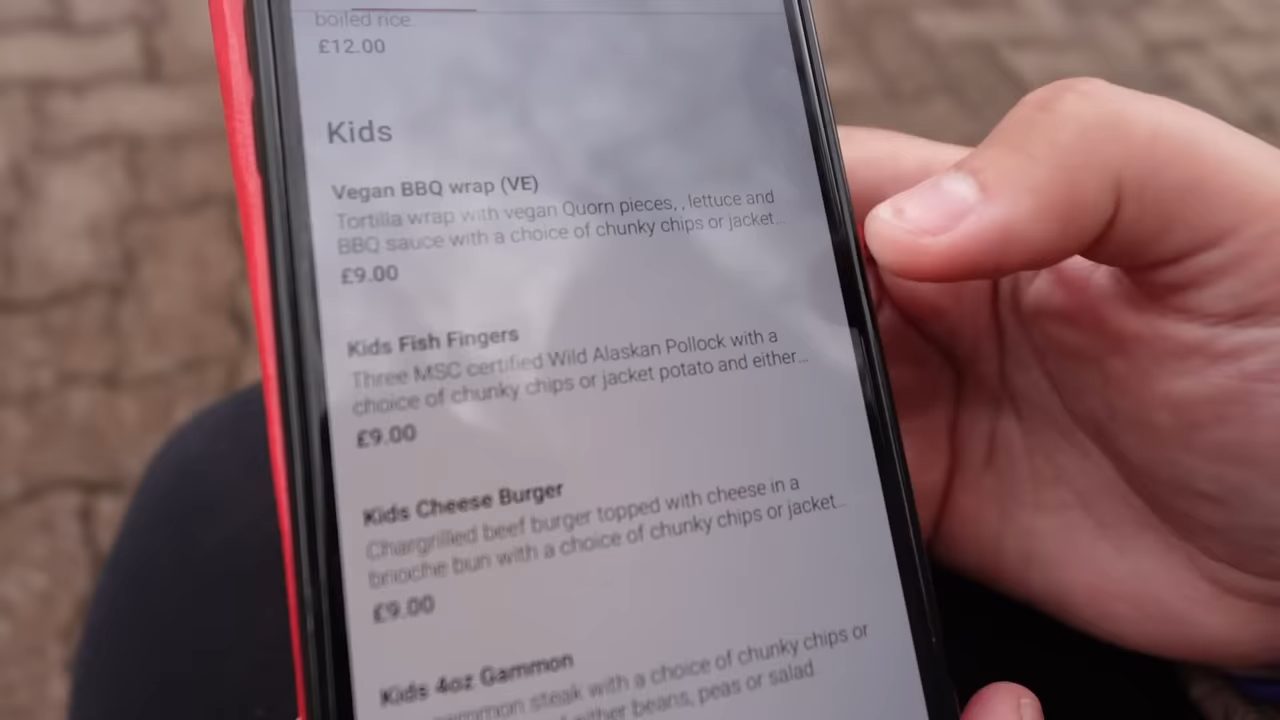 boiled rice
£12.00
Kids
Vegan BBQ wrap (VE)
Tortilla wrap with vegan Quorn pieces, , lettuce and
BBQ sauce with a choice of chunky chips or jacket...
£9.00
Kids Fish Fingers
Three MSC certified Wild Alaskan Pollock with a
choice of chunky chips or jacket potato and either...
£9.00
Kids Cheese Burger
Chargrilled beef burger topped with cheese in a
brioche bun with a choice of chunky chips or jacket...
£9.00
Kids 4oz Gammon
steak with a choice of chunky chips or
either beans, peas or salad